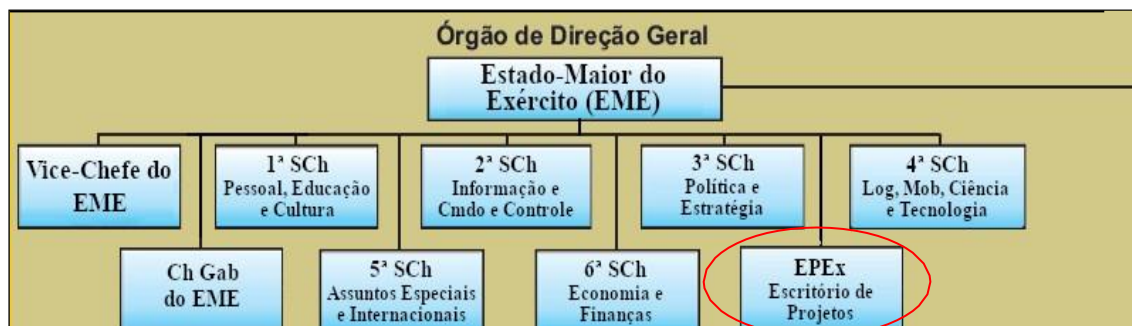 Órgão de Direção Geral
Estado-Maior do
Exército (EME)
Vice-Chefe do
EME
1ª SCh
Pessoal, Educação
e Cultura
2ª SCh
Informação e
Cmdo e Controle
3ª SCh
Política e
Estratégia
4ª SCh
Log, Mob, Ciência
e Tecnologia
Ch Gab
do EME
5ª SCh
Assuntos Especiais
e Internacionais
6ª SCh
Economia e
Finanças
EPEx
Escritório de
Projetos